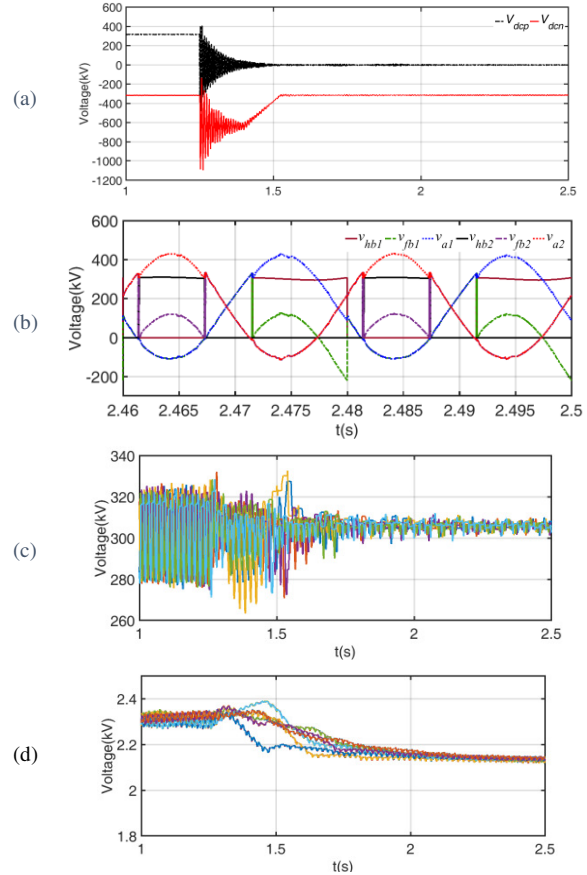 (a)
Voltage(kV)
600
400
200
0
-200
-400
-600
-800
-1000
-1200
V_dcp V_dcn
1 1.5 2 2.5
(b)
Voltage(kV)
600
400
200
0
-200
v_hb1 v_fb1 v_a1 v_hb2 v_fb2 v_a2
2.46 2.465 2.47 2.475 2.48 2.485 2.49 2.495 2.5
t(s)
(c)
Voltage(kV)
340
320
300
280
260
1 1.5 2 2.5
t(s)
(d)
Voltage(kV)
2.4
2.2
2
1.8
1 1.5 2 2.5
t(s)